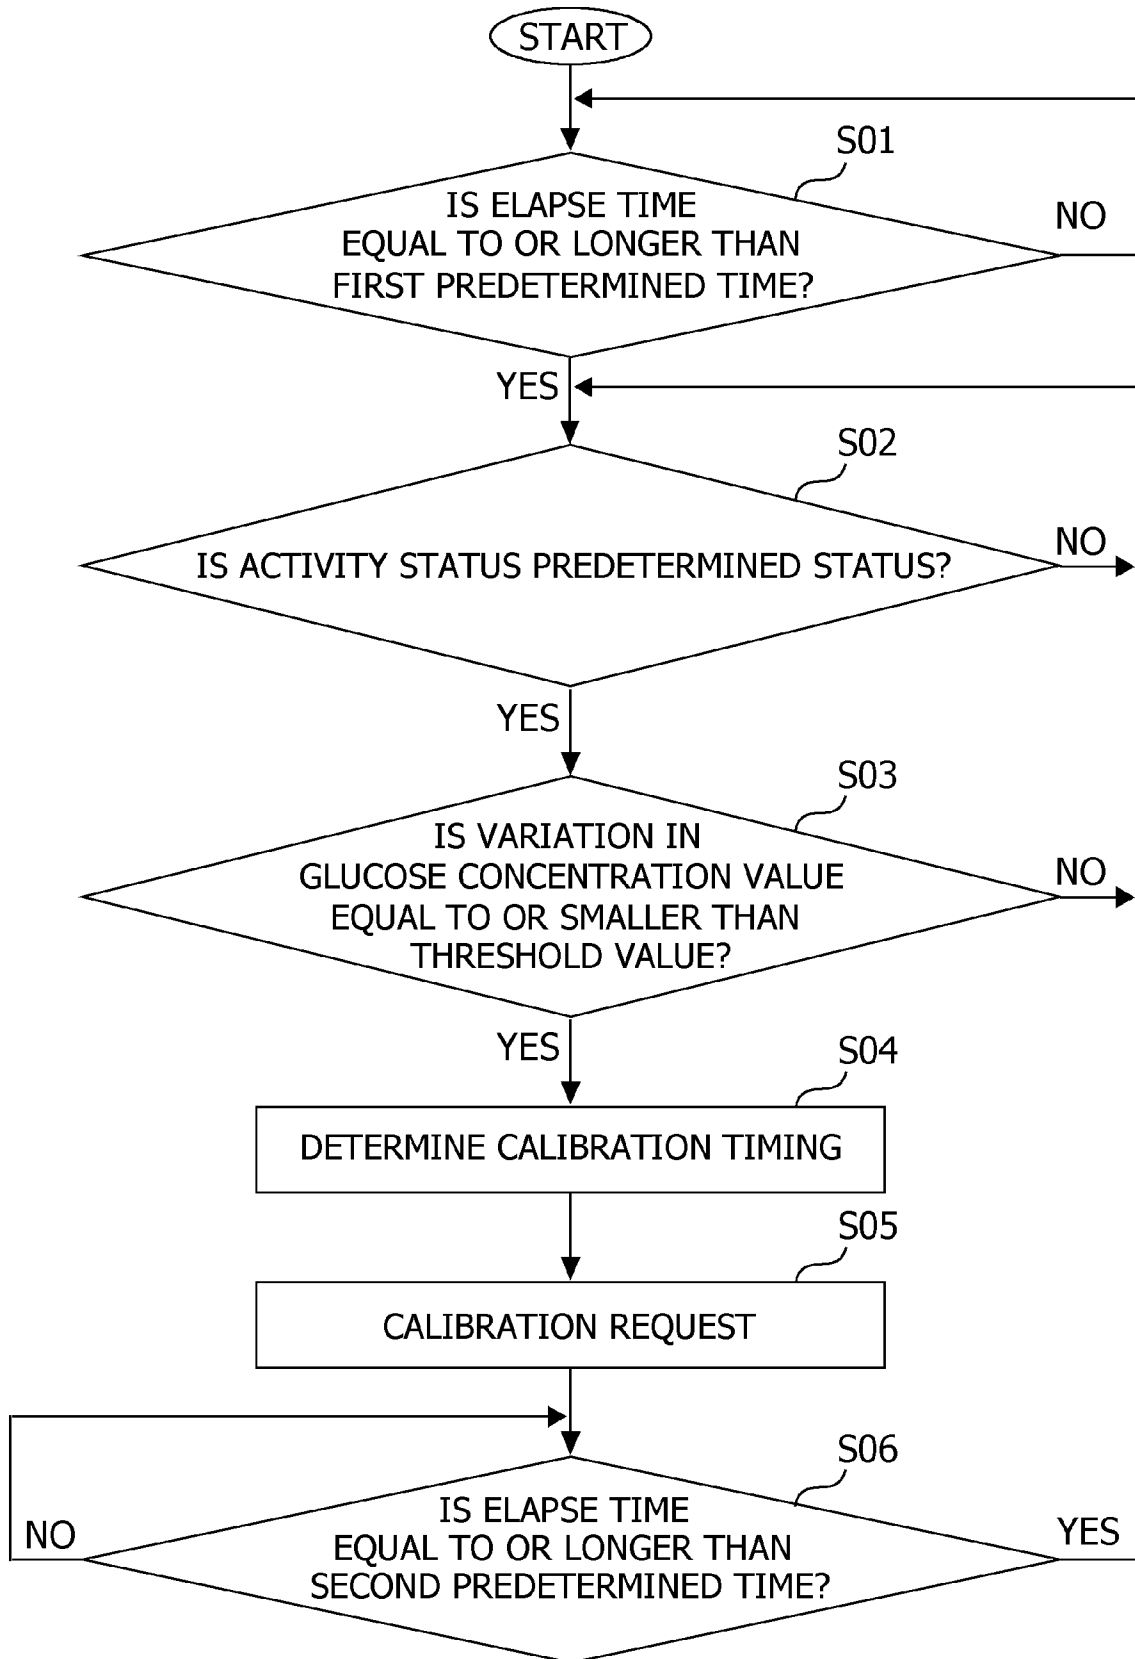 START
S01
IS ELAPSE TIME
EQUAL TO OR LONGER THAN
FIRST PREDETERMINED TIME?
NO
YES
S02
IS ACTIVITY STATUS PREDETERMINED STATUS?
NO
YES
S03
IS VARIATION IN
GLUCOSE CONCENTRATION VALUE
EQUAL TO OR SMALLER THAN
THRESHOLD VALUE?
NO
YES
S04
DETERMINE CALIBRATION TIMING
S05
CALIBRATION REQUEST
S06
IS ELAPSE TIME
EQUAL TO OR LONGER THAN
SECOND PREDETERMINED TIME?
NO
YES